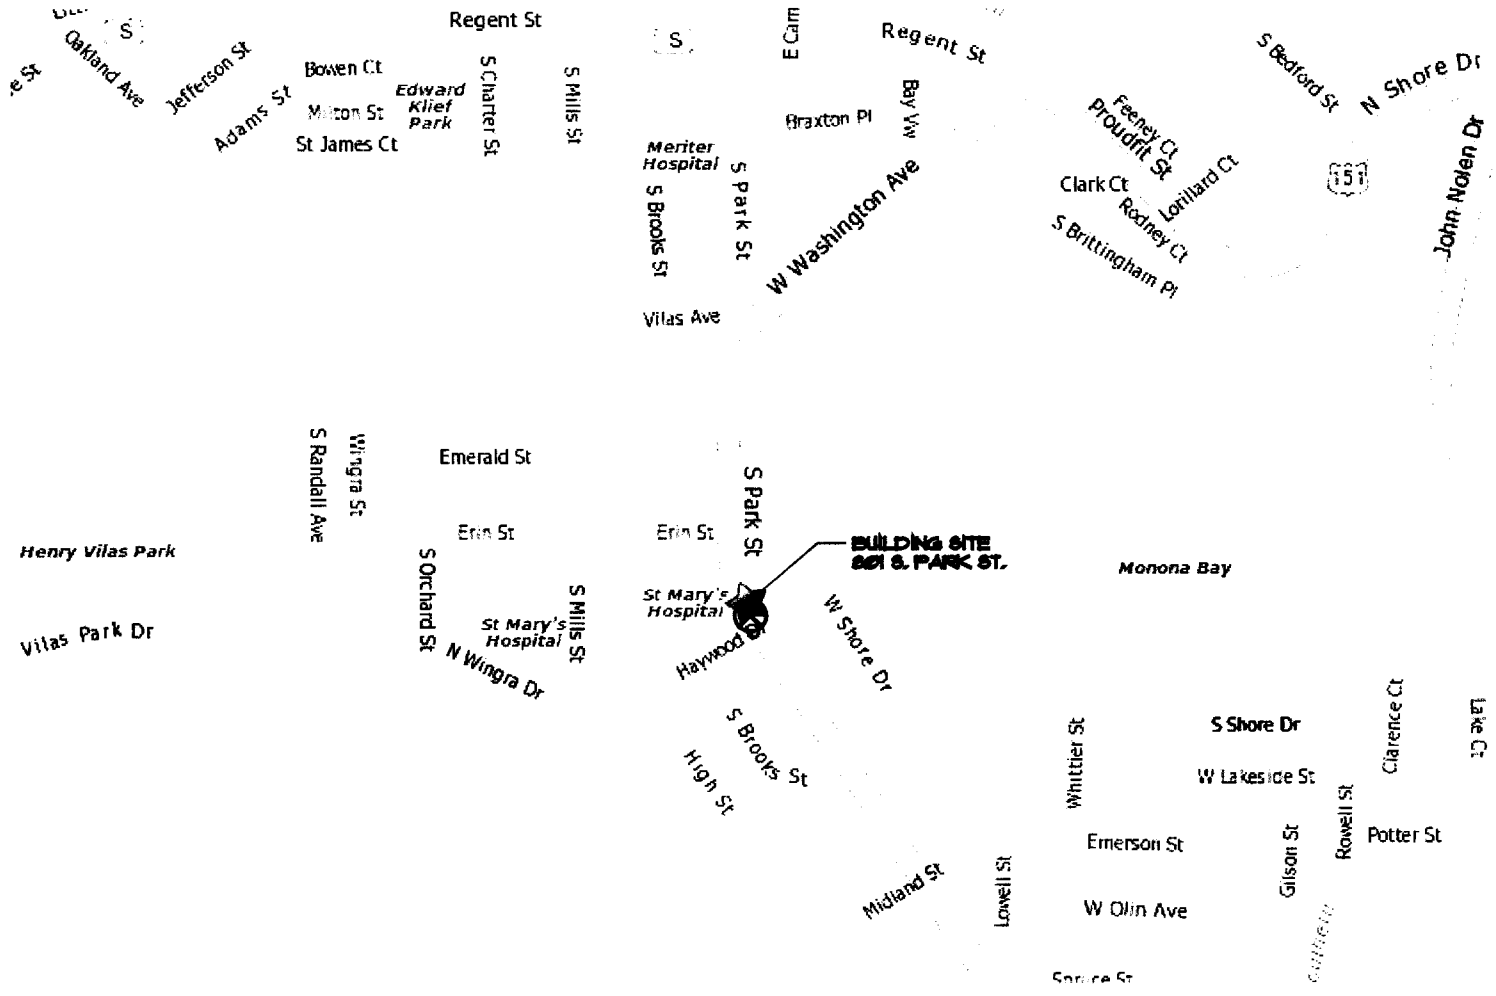 Regent St
S
S
E Cam
Regent St
S Bedford St
N Shore Dr
Oakland Ave
Jefferson St
Adams St
Bowen Ct
Milton St
St James Ct
Edward
Klief
Park
S Charter St
S Mills St
Braxton Pl
Bay Vw
Feeney Ct
Proudfit St
Clark Ct
Lorillard Ct
Rodney Ct
S Brittingham Pl
151
John Nolen Dr
Meriter
Hospital
S Brooks St
S Park St
W Washington Ave
Vilas Ave
S Randall Ave
Wingra St
Emerald St
Erin St
Erin St
S Park St
BUILDING SITE
801 S. PARK ST.
Henry Vilas Park
Monona Bay
S Orchard St
St Mary's
Hospital
S Mills St
St Mary's
Hospital
Vilas Park Dr
N Wingra Dr
Haywood
W Shore Dr
S Brooks St
High St
Whittier St
S Shore Dr
Clarence Ct
Lake Ct
W Lakeside St
Rowell St
Emerson St
Gilson St
Potter St
Midland St
Lowell St
W Olin Ave
Spruce St